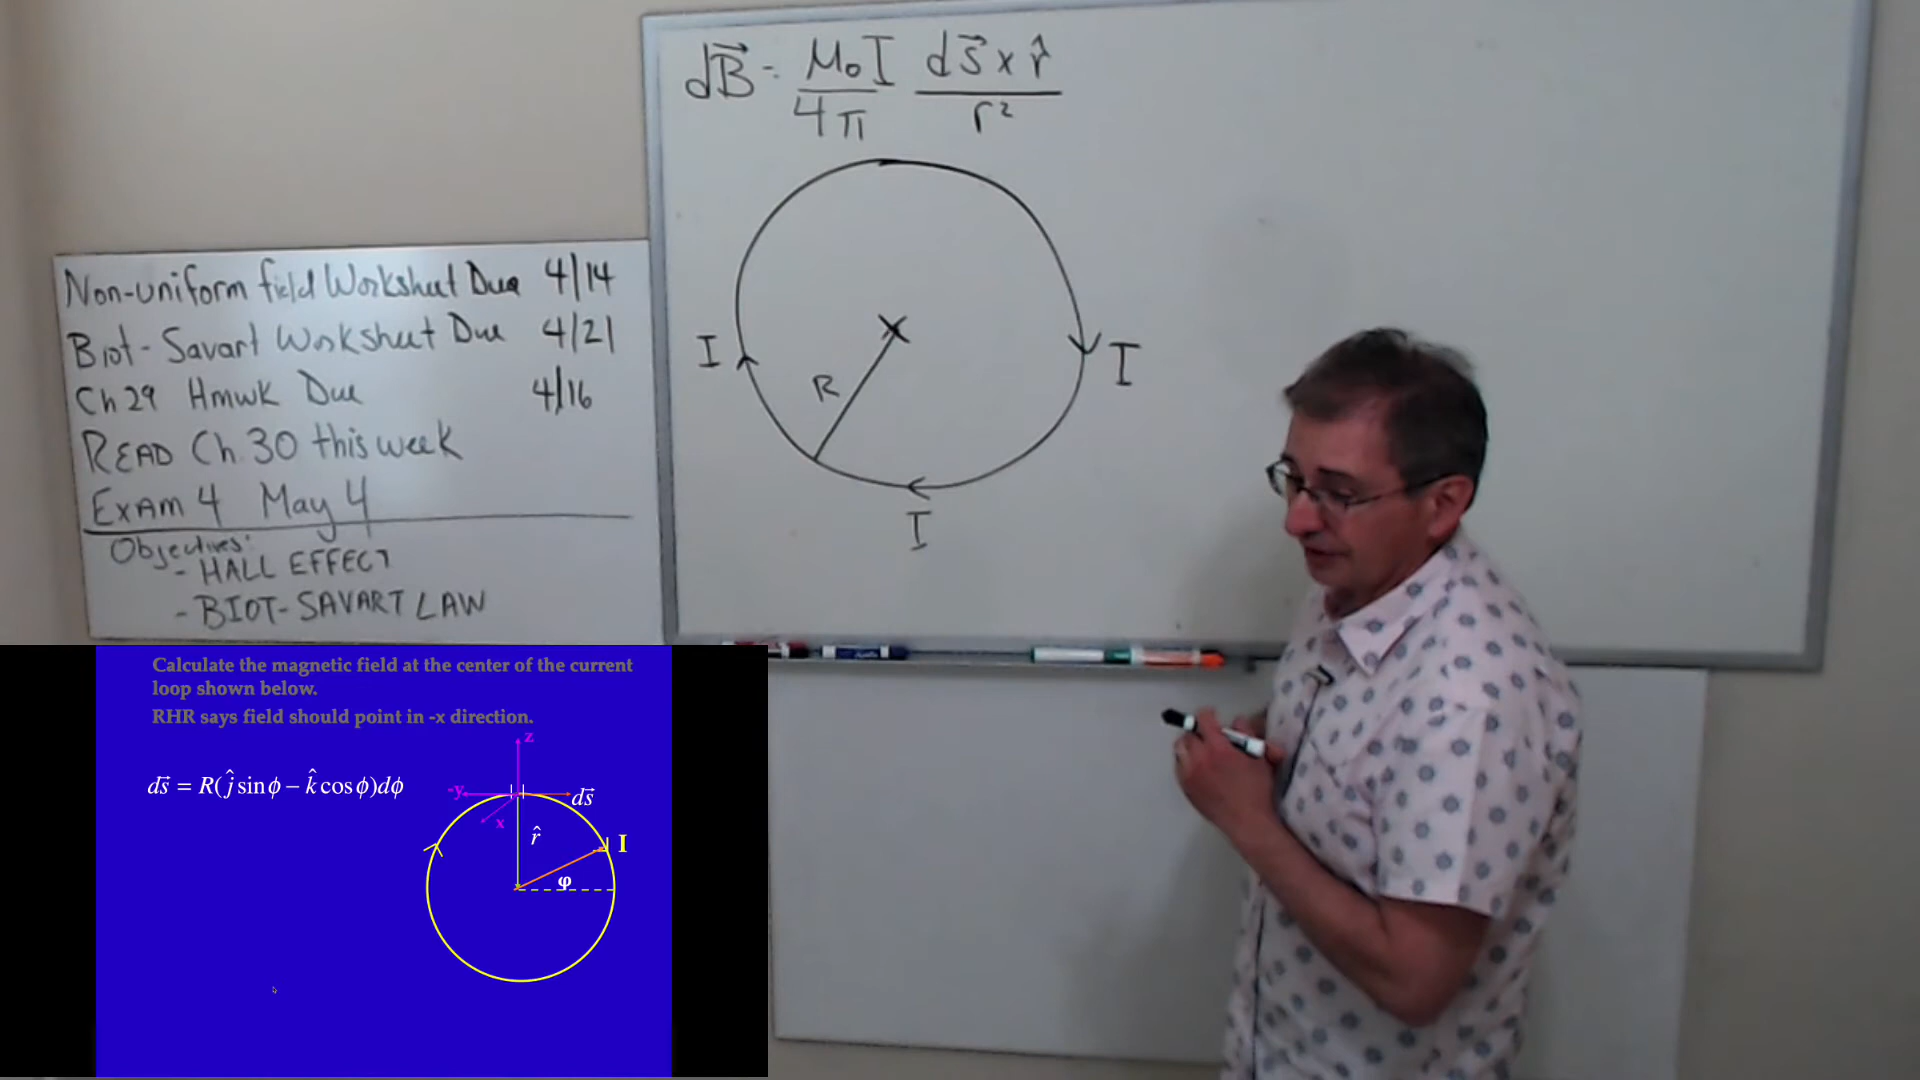 Non-uniform field Worksheet Due 4/14
Biot-Savart Worksheet Due 4/21
Ch 29 Hmwk Due 4/16
READ Ch. 30 this week
EXAM 4 May 4
Objectives:
- HALL EFFECT
- BIOT-SAVART LAW
dB⃗ = μ₀I/4π ds⃗ x r̂/r²
I
R
I
I
Calculate the magnetic field at the center of the current
loop shown below.
RHR says field should point in -x direction.
ds⃗ = R(ĵ sin ϕ − k̂ cos ϕ)dϕ
z
-y
ds⃗
x
r̂
I
φ